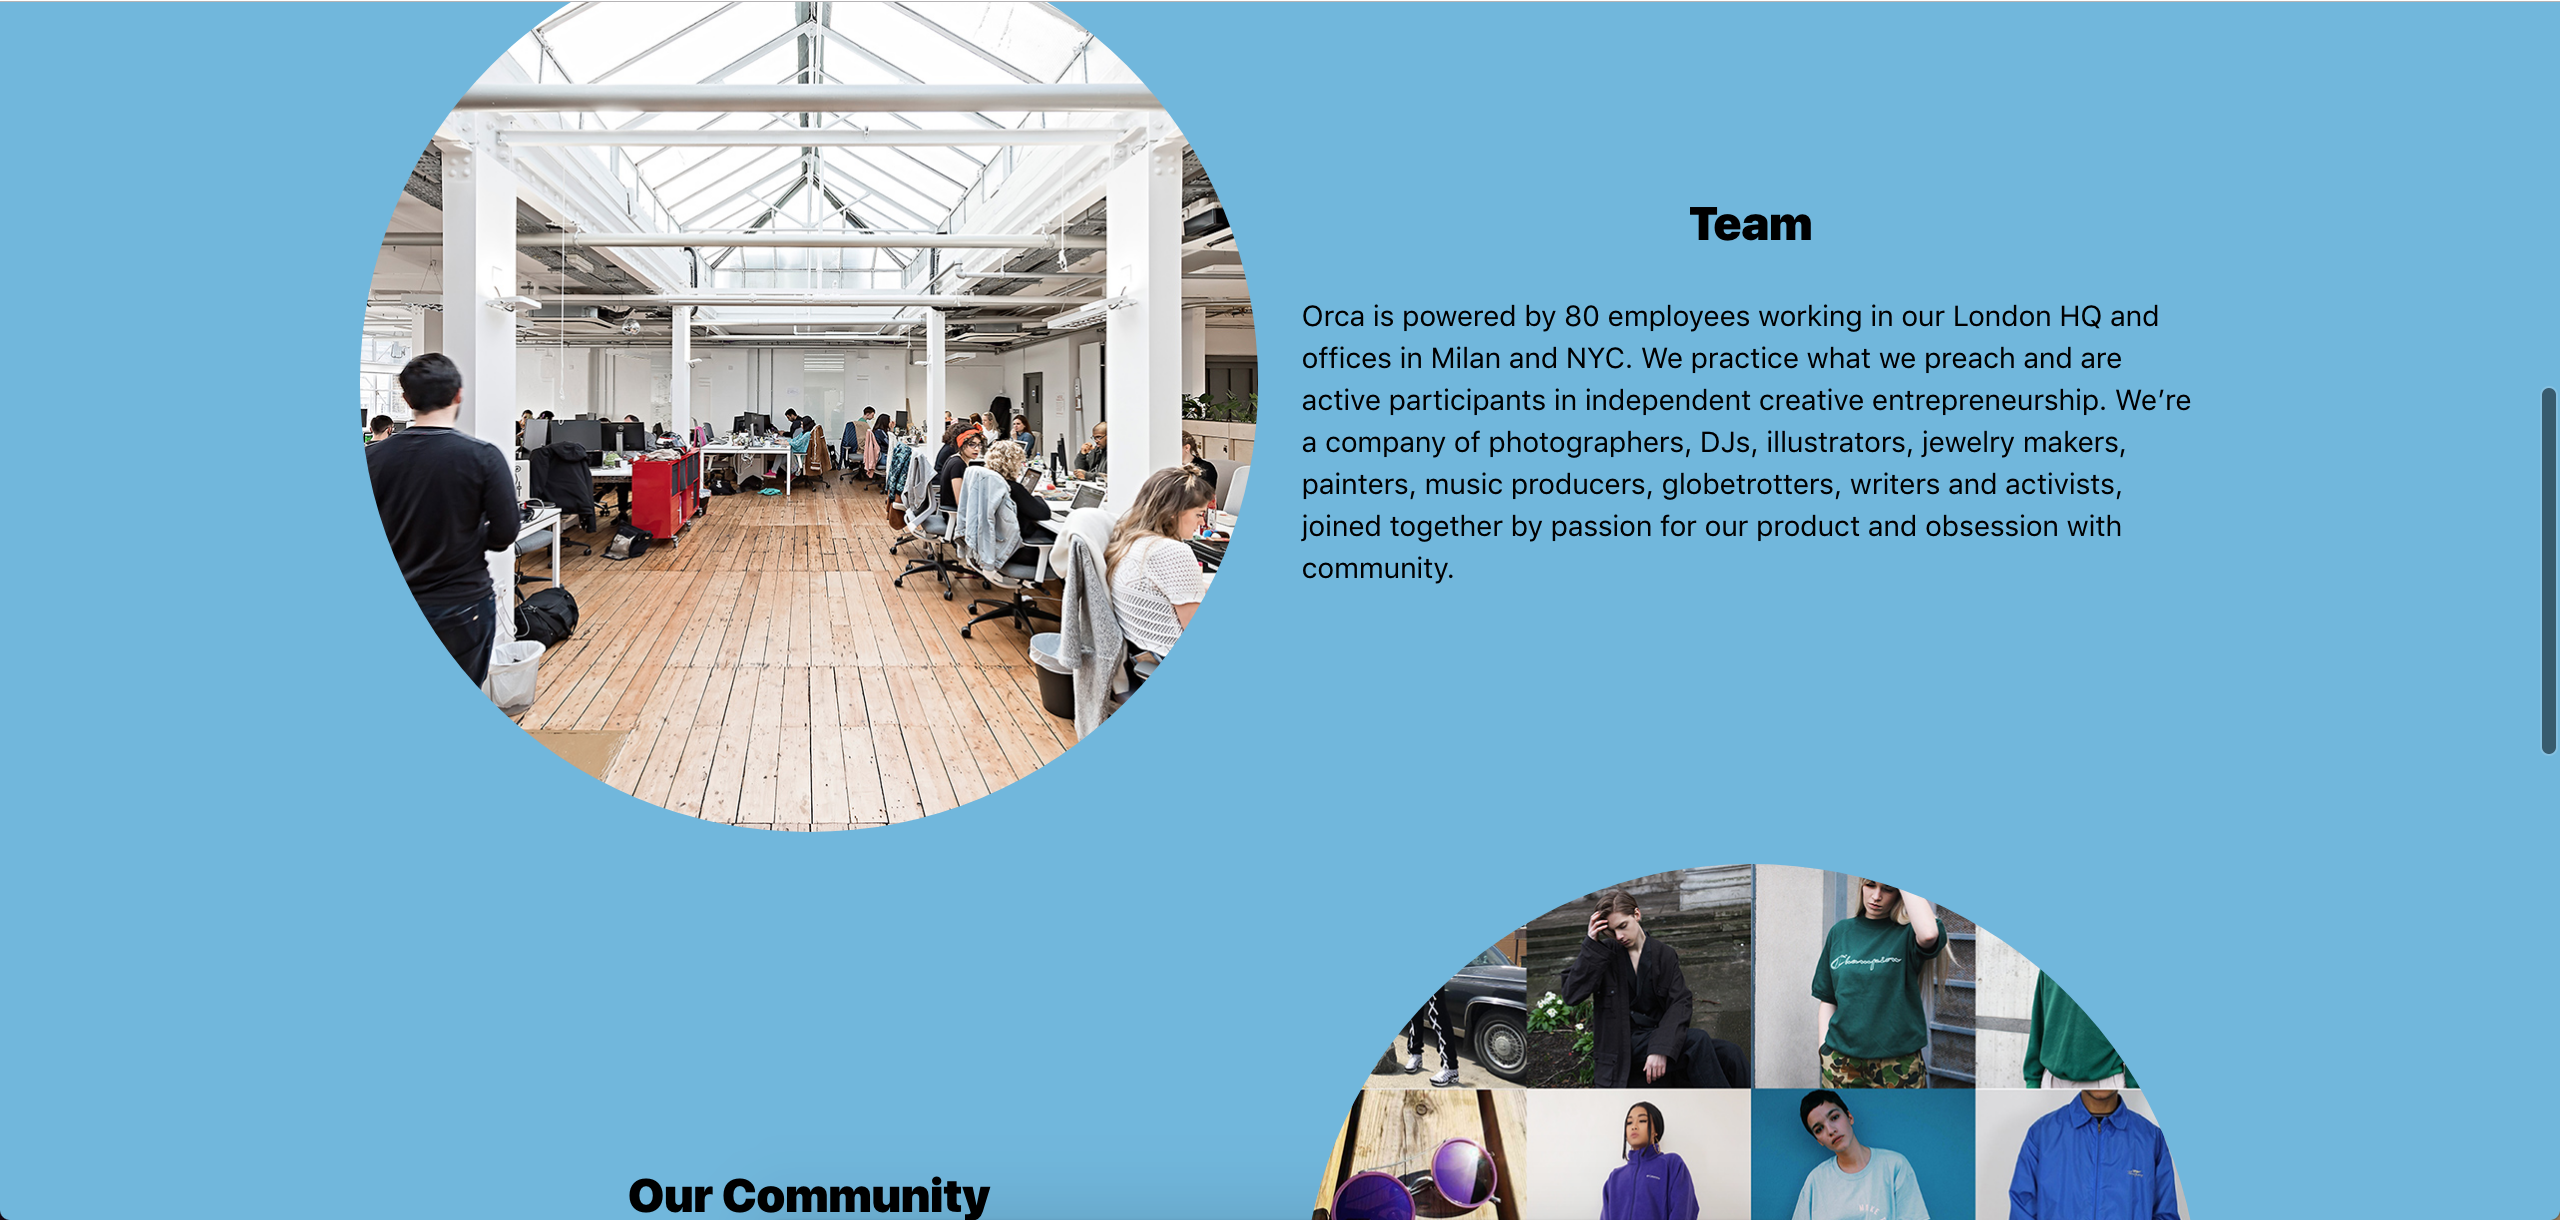 Team
Orca is powered by 80 employees working in our London HQ and
offices in Milan and NYC. We practice what we preach and are
active participants in independent creative entrepreneurship. We’re
a company of photographers, DJs, illustrators, jewelry makers,
painters, music producers, globetrotters, writers and activists,
joined together by passion for our product and obsession with
community.
Champion
Our Community